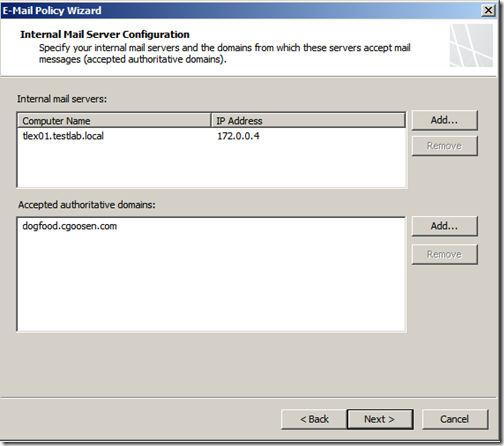 E-Mail Policy Wizard
Internal Mail Server Configuration
Specify your internal mail servers and the domains from which these servers accept mail
messages (accepted authoritative domains).
Internal mail servers:
Computer Name IP Address
tlex01.testlab.local 172.0.0.4
Add...
Remove
Accepted authoritative domains:
dogfood.cgoosen.com
Add...
Remove
< Back Next > Cancel